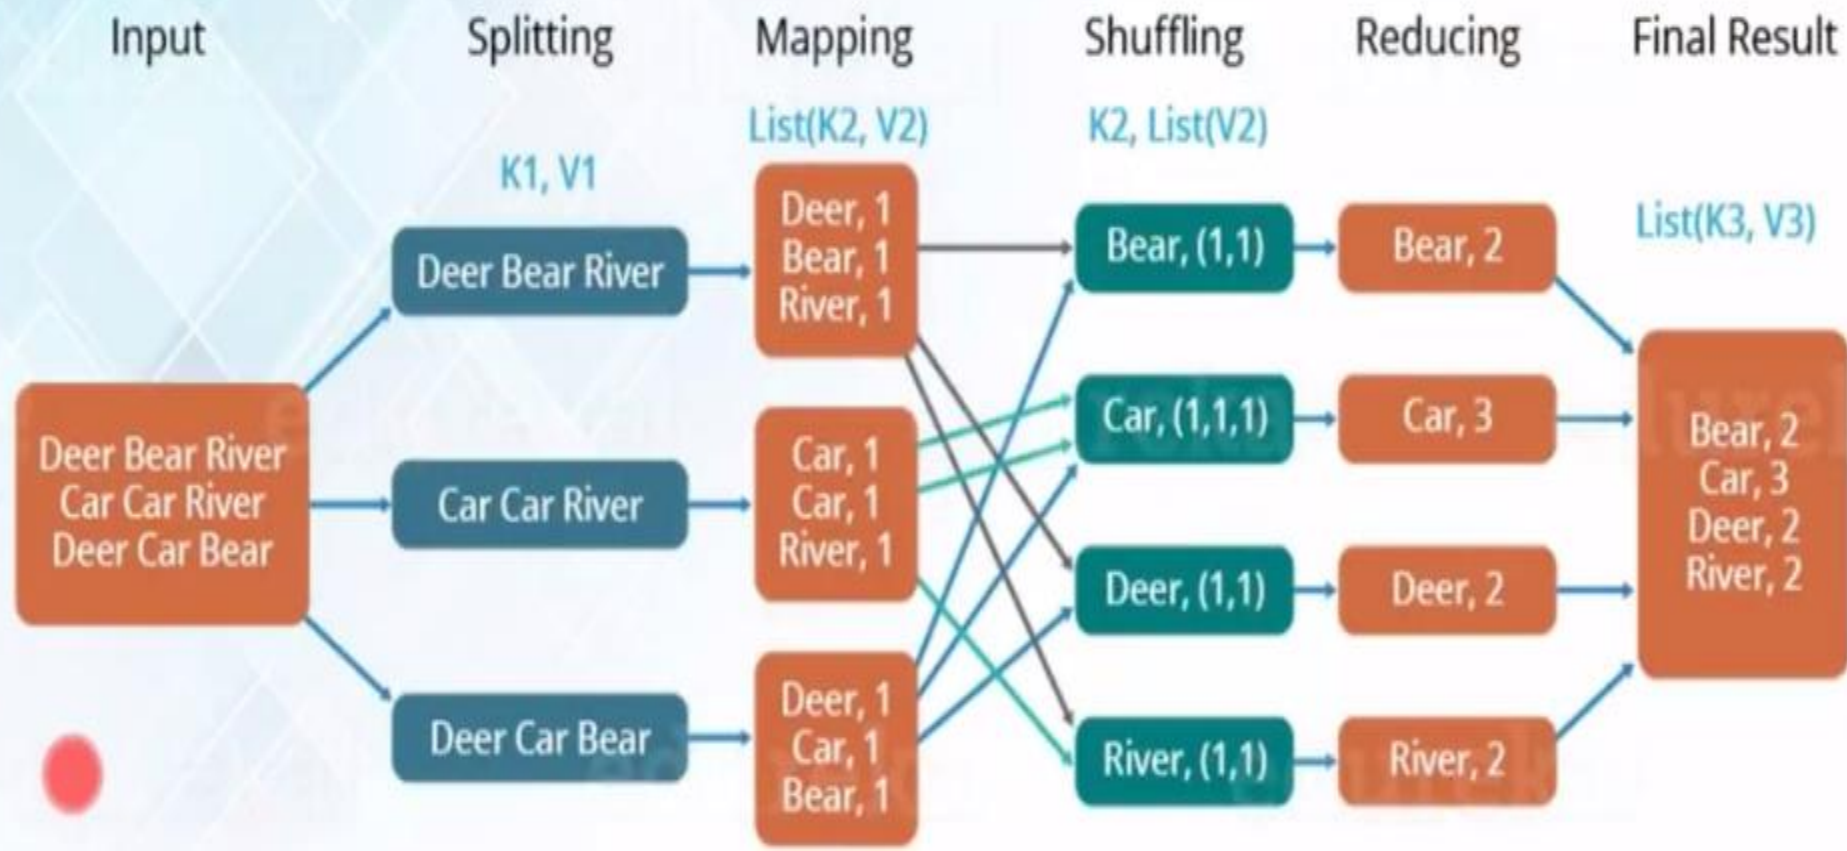 Input
Splitting
Mapping
Shuffling
Reducing
Final Result
List(K2, V2)
K2, List(V2)
K1, V1
List(K3, V3)
Deer Bear River
Car Car River
Deer Car Bear
Deer Bear River
Car Car River
Deer Car Bear
Deer, 1
Bear, 1
River, 1
Car, 1
Car, 1
River, 1
Deer, 1
Car, 1
Bear, 1
Bear, (1,1)
Car, (1,1,1)
Deer, (1,1)
River, (1,1)
Bear, 2
Car, 3
Deer, 2
River, 2
Bear, 2
Car, 3
Deer, 2
River, 2